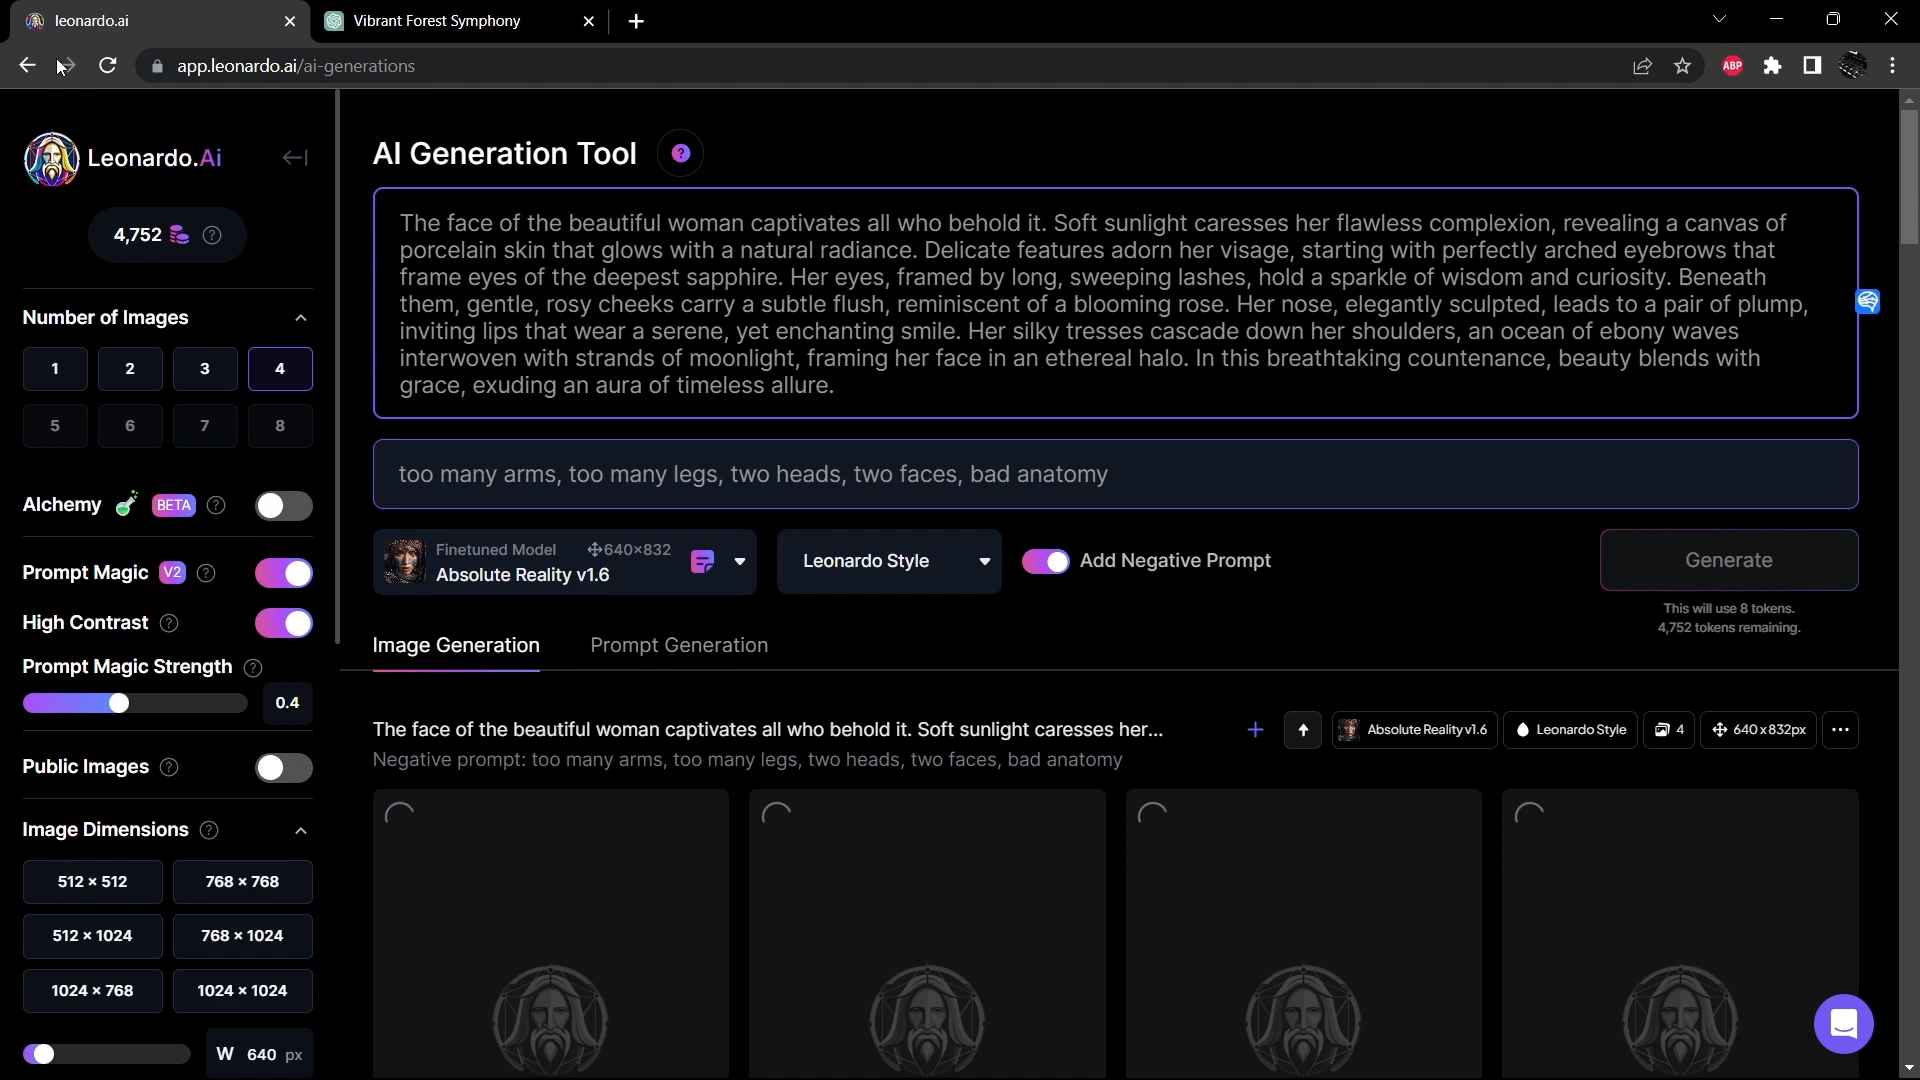 leonardo.ai
Vibrant Forest Symphony
app.leonardo.ai/ai-generations
ABP
Leonardo.Ai
4,752
Number of Images
1 2 3 4
5 6 7 8
Alchemy BETA
Prompt Magic V2
High Contrast
Prompt Magic Strength
0.4
Public Images
Image Dimensions
512 × 512 768 × 768
512 × 1024 768 × 1024
1024 × 768 1024 × 1024
W 640 px
AI Generation Tool ?
The face of the beautiful woman captivates all who behold it. Soft sunlight caresses her flawless complexion, revealing a canvas of
porcelain skin that glows with a natural radiance. Delicate features adorn her visage, starting with perfectly arched eyebrows that
frame eyes of the deepest sapphire. Her eyes, framed by long, sweeping lashes, hold a sparkle of wisdom and curiosity. Beneath
them, gentle, rosy cheeks carry a subtle flush, reminiscent of a blooming rose. Her nose, elegantly sculpted, leads to a pair of plump,
inviting lips that wear a serene, yet enchanting smile. Her silky tresses cascade down her shoulders, an ocean of ebony waves
interwoven with strands of moonlight, framing her face in an ethereal halo. In this breathtaking countenance, beauty blends with
grace, exuding an aura of timeless allure.
too many arms, too many legs, two heads, two faces, bad anatomy
Finetuned Model 640×832
Absolute Reality v1.6
Leonardo Style
Add Negative Prompt
Generate
This will use 8 tokens.
4,752 tokens remaining.
Image Generation
Prompt Generation
The face of the beautiful woman captivates all who behold it. Soft sunlight caresses her...
Negative prompt: too many arms, too many legs, two heads, two faces, bad anatomy
Absolute Reality v1.6
Leonardo Style
4
640 x 832px